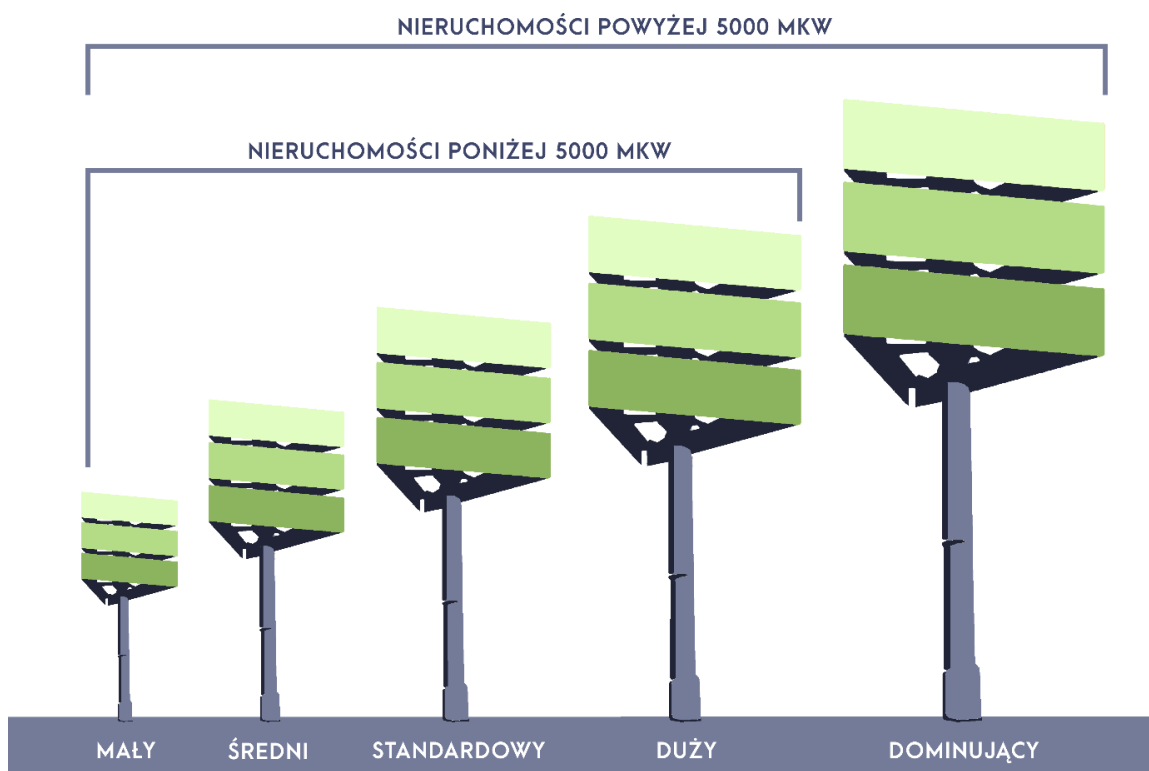 NIERUCHOMOŚCI POWYŻEJ 5000 MKW
NIERUCHOMOŚCI PONIŻEJ 5000 MKW
MAŁY
ŚREDNI
STANDARDOWY
DUŻY
DOMINUJĄCY